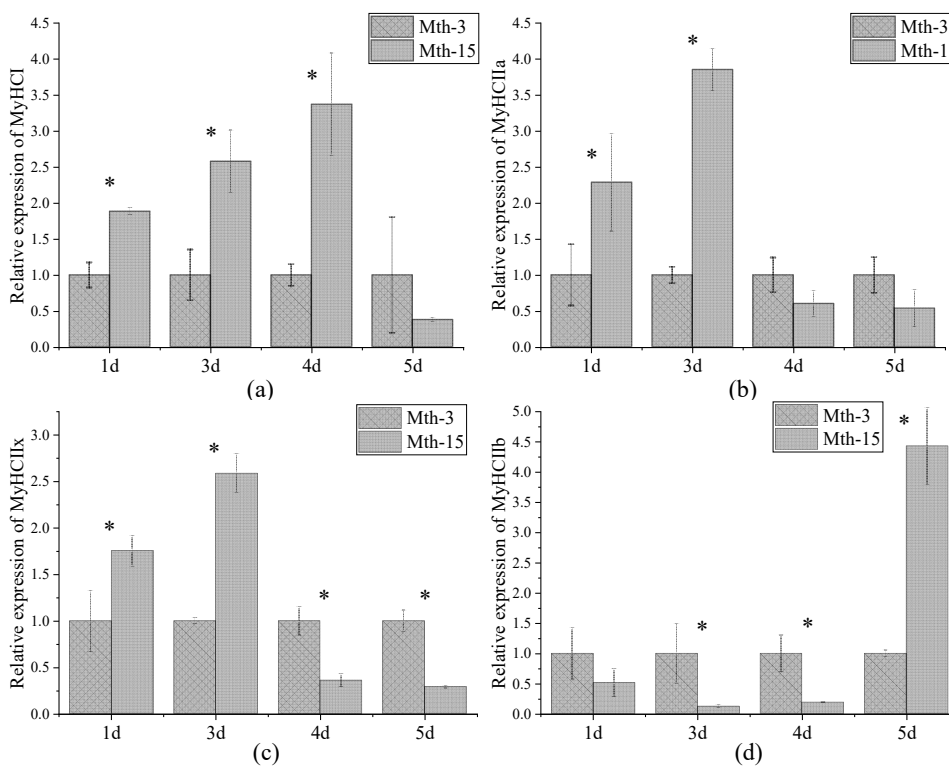 Relative expression of MyHCI
4.5
4.0
3.5
3.0
2.5
2.0
1.5
1.0
0.5
0.0
Mth-3
Mth-15
*
*
*
1d
3d
4d
5d
(a)
Relative expression of MyHCIIa
4.5
4.0
3.5
3.0
2.5
2.0
1.5
1.0
0.5
0.0
Mth-3
Mth-1
*
*
1d
3d
4d
5d
(b)
Relative expression of MyHCIIx
3.0
2.5
2.0
1.5
1.0
0.5
0.0
Mth-3
Mth-15
*
*
*
*
1d
3d
4d
5d
(c)
Relative expression of MyHCIIb
5.0
4.5
4.0
3.5
3.0
2.5
2.0
1.5
1.0
0.5
0.0
Mth-3
Mth-15
*
*
*
1d
3d
4d
5d
(d)